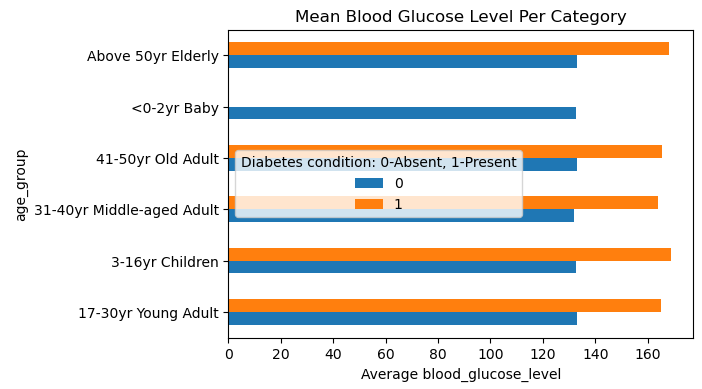 Mean Blood Glucose Level Per Category
age_group
Above 50yr Elderly
<0-2yr Baby
41-50yr Old Adult
31-40yr Middle-aged Adult
3-16yr Children
17-30yr Young Adult
Diabetes condition: 0-Absent, 1-Present
0
1
0 20 40 60 80 100 120 140 160
Average blood_glucose_level